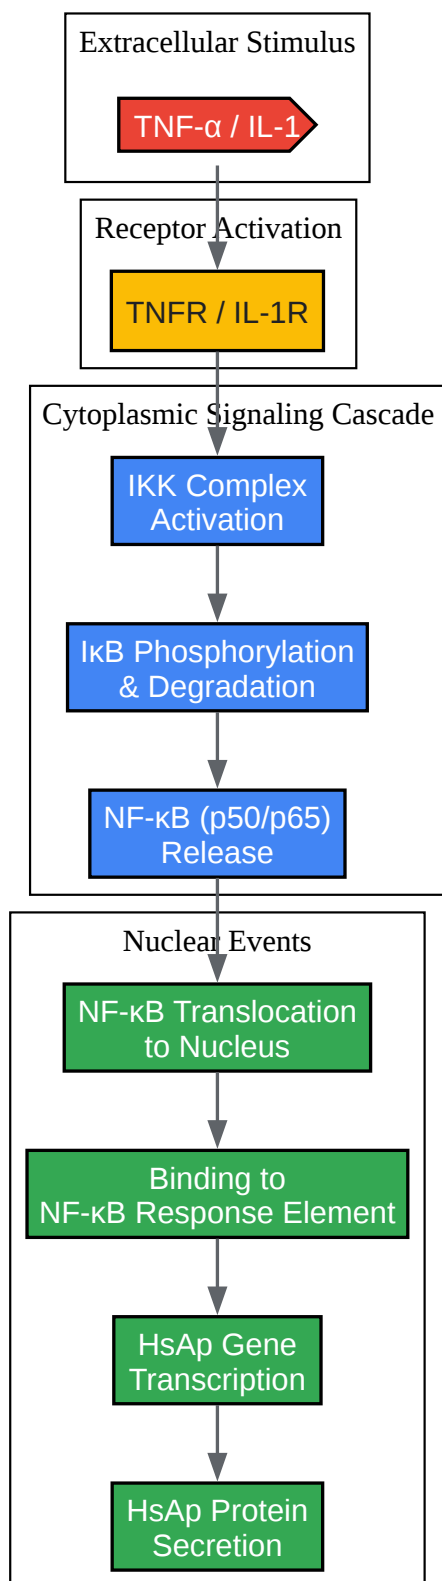 Extracellular Stimulus
TNF-α / IL-1
Receptor Activation
TNFR / IL-1R
Cytoplasmic Signaling Cascade
IKK Complex
Activation
IκB Phosphorylation
& Degradation
NF-κB (p50/p65)
Release
Nuclear Events
NF-κB Translocation
to Nucleus
Binding to
NF-κB Response Element
HsAp Gene
Transcription
HsAp Protein
Secretion